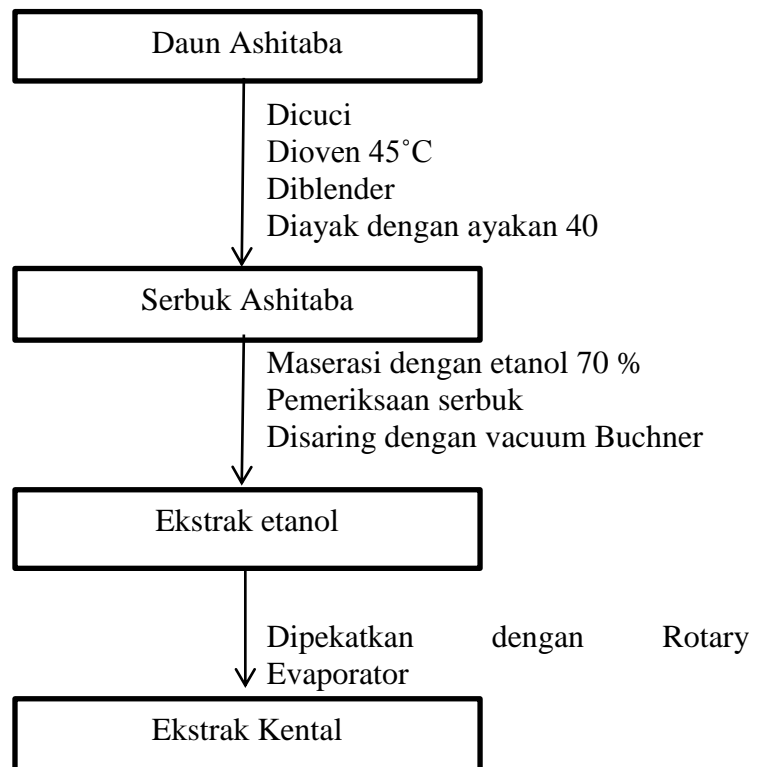 Daun Ashitaba
Dicuci
Dioven 45˚C
Diblender
Diayak dengan ayakan 40
Serbuk Ashitaba
Maserasi dengan etanol 70 %
Pemeriksaan serbuk
Disaring dengan vacuum Buchner
Ekstrak etanol
Dipekatkan dengan Rotary
Evaporator
Ekstrak Kental